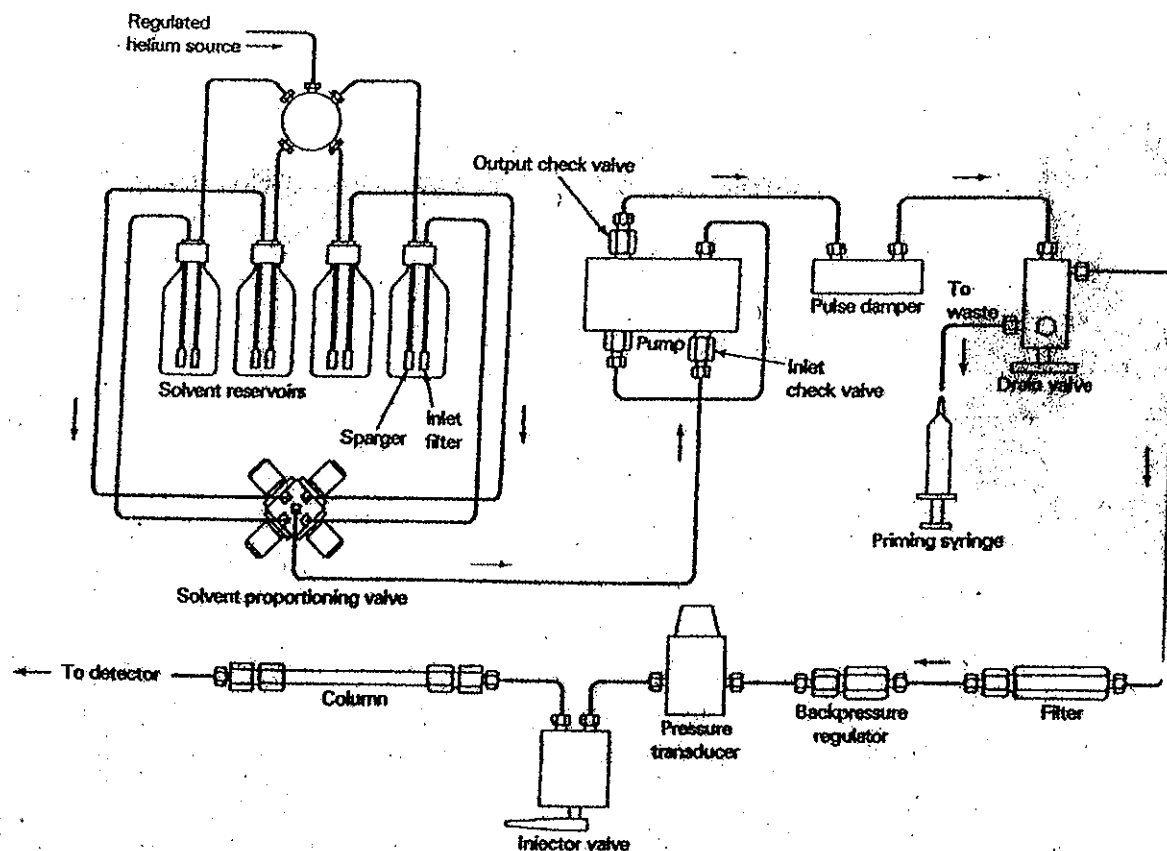 Regulated
helium source
Output check valve
Pulse damper
To
waste
Pump
Inlet
check valve
Drain valve
Solvent reservoirs
Sparger
Inlet
filter
Priming syringe
Solvent proportioning valve
To detector
Column
Pressure
transducer
Backpressure
regulator
Filter
Injector valve